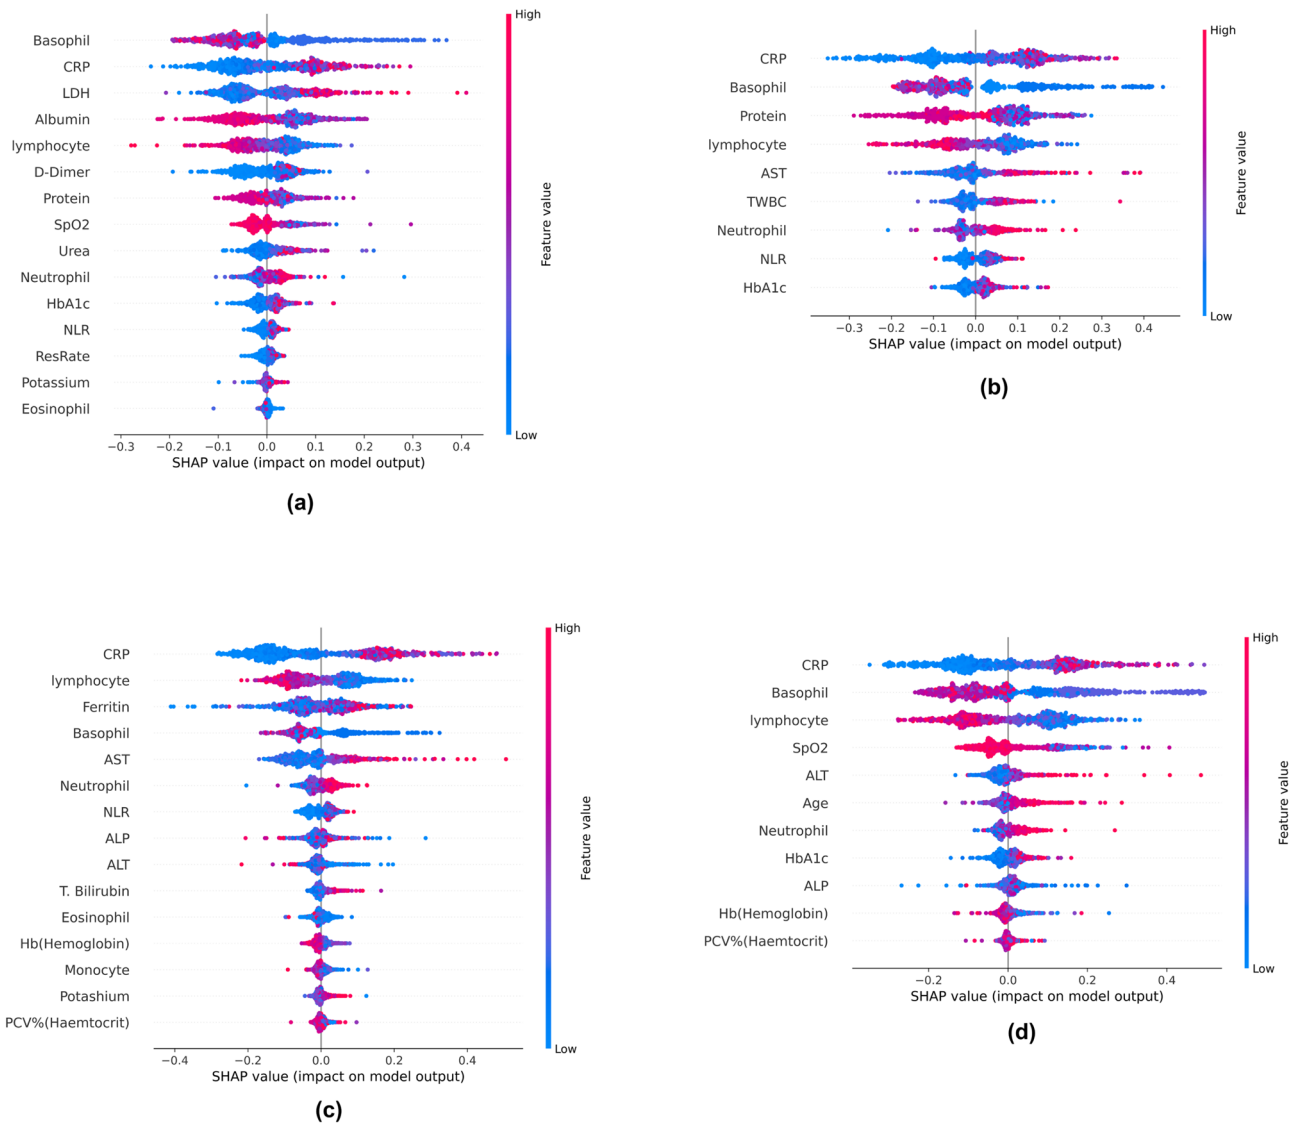 High
Basophil
CRP
LDH
Albumin
lymphocyte
D-Dimer
Protein
SpO2
Urea
Neutrophil
HbA1c
NLR
ResRate
Potassium
Eosinophil
Low
Feature value
−0.3 −0.2 −0.1 0.0 0.1 0.2 0.3 0.4
SHAP value (impact on model output)
(a)
High
CRP
Basophil
Protein
lymphocyte
AST
TWBC
Neutrophil
NLR
HbA1c
Low
Feature value
−0.3 −0.2 −0.1 0.0 0.1 0.2 0.3 0.4
SHAP value (impact on model output)
(b)
High
CRP
lymphocyte
Ferritin
Basophil
AST
Neutrophil
NLR
ALP
ALT
T. Bilirubin
Eosinophil
Hb(Hemoglobin)
Monocyte
Potashium
PCV%(Haemtocrit)
Low
Feature value
−0.4 −0.2 0.0 0.2 0.4
SHAP value (impact on model output)
(c)
High
CRP
Basophil
lymphocyte
SpO2
ALT
Age
Neutrophil
HbA1c
ALP
Hb(Hemoglobin)
PCV%(Haemtocrit)
Low
Feature value
−0.2 0.0 0.2 0.4
SHAP value (impact on model output)
(d)